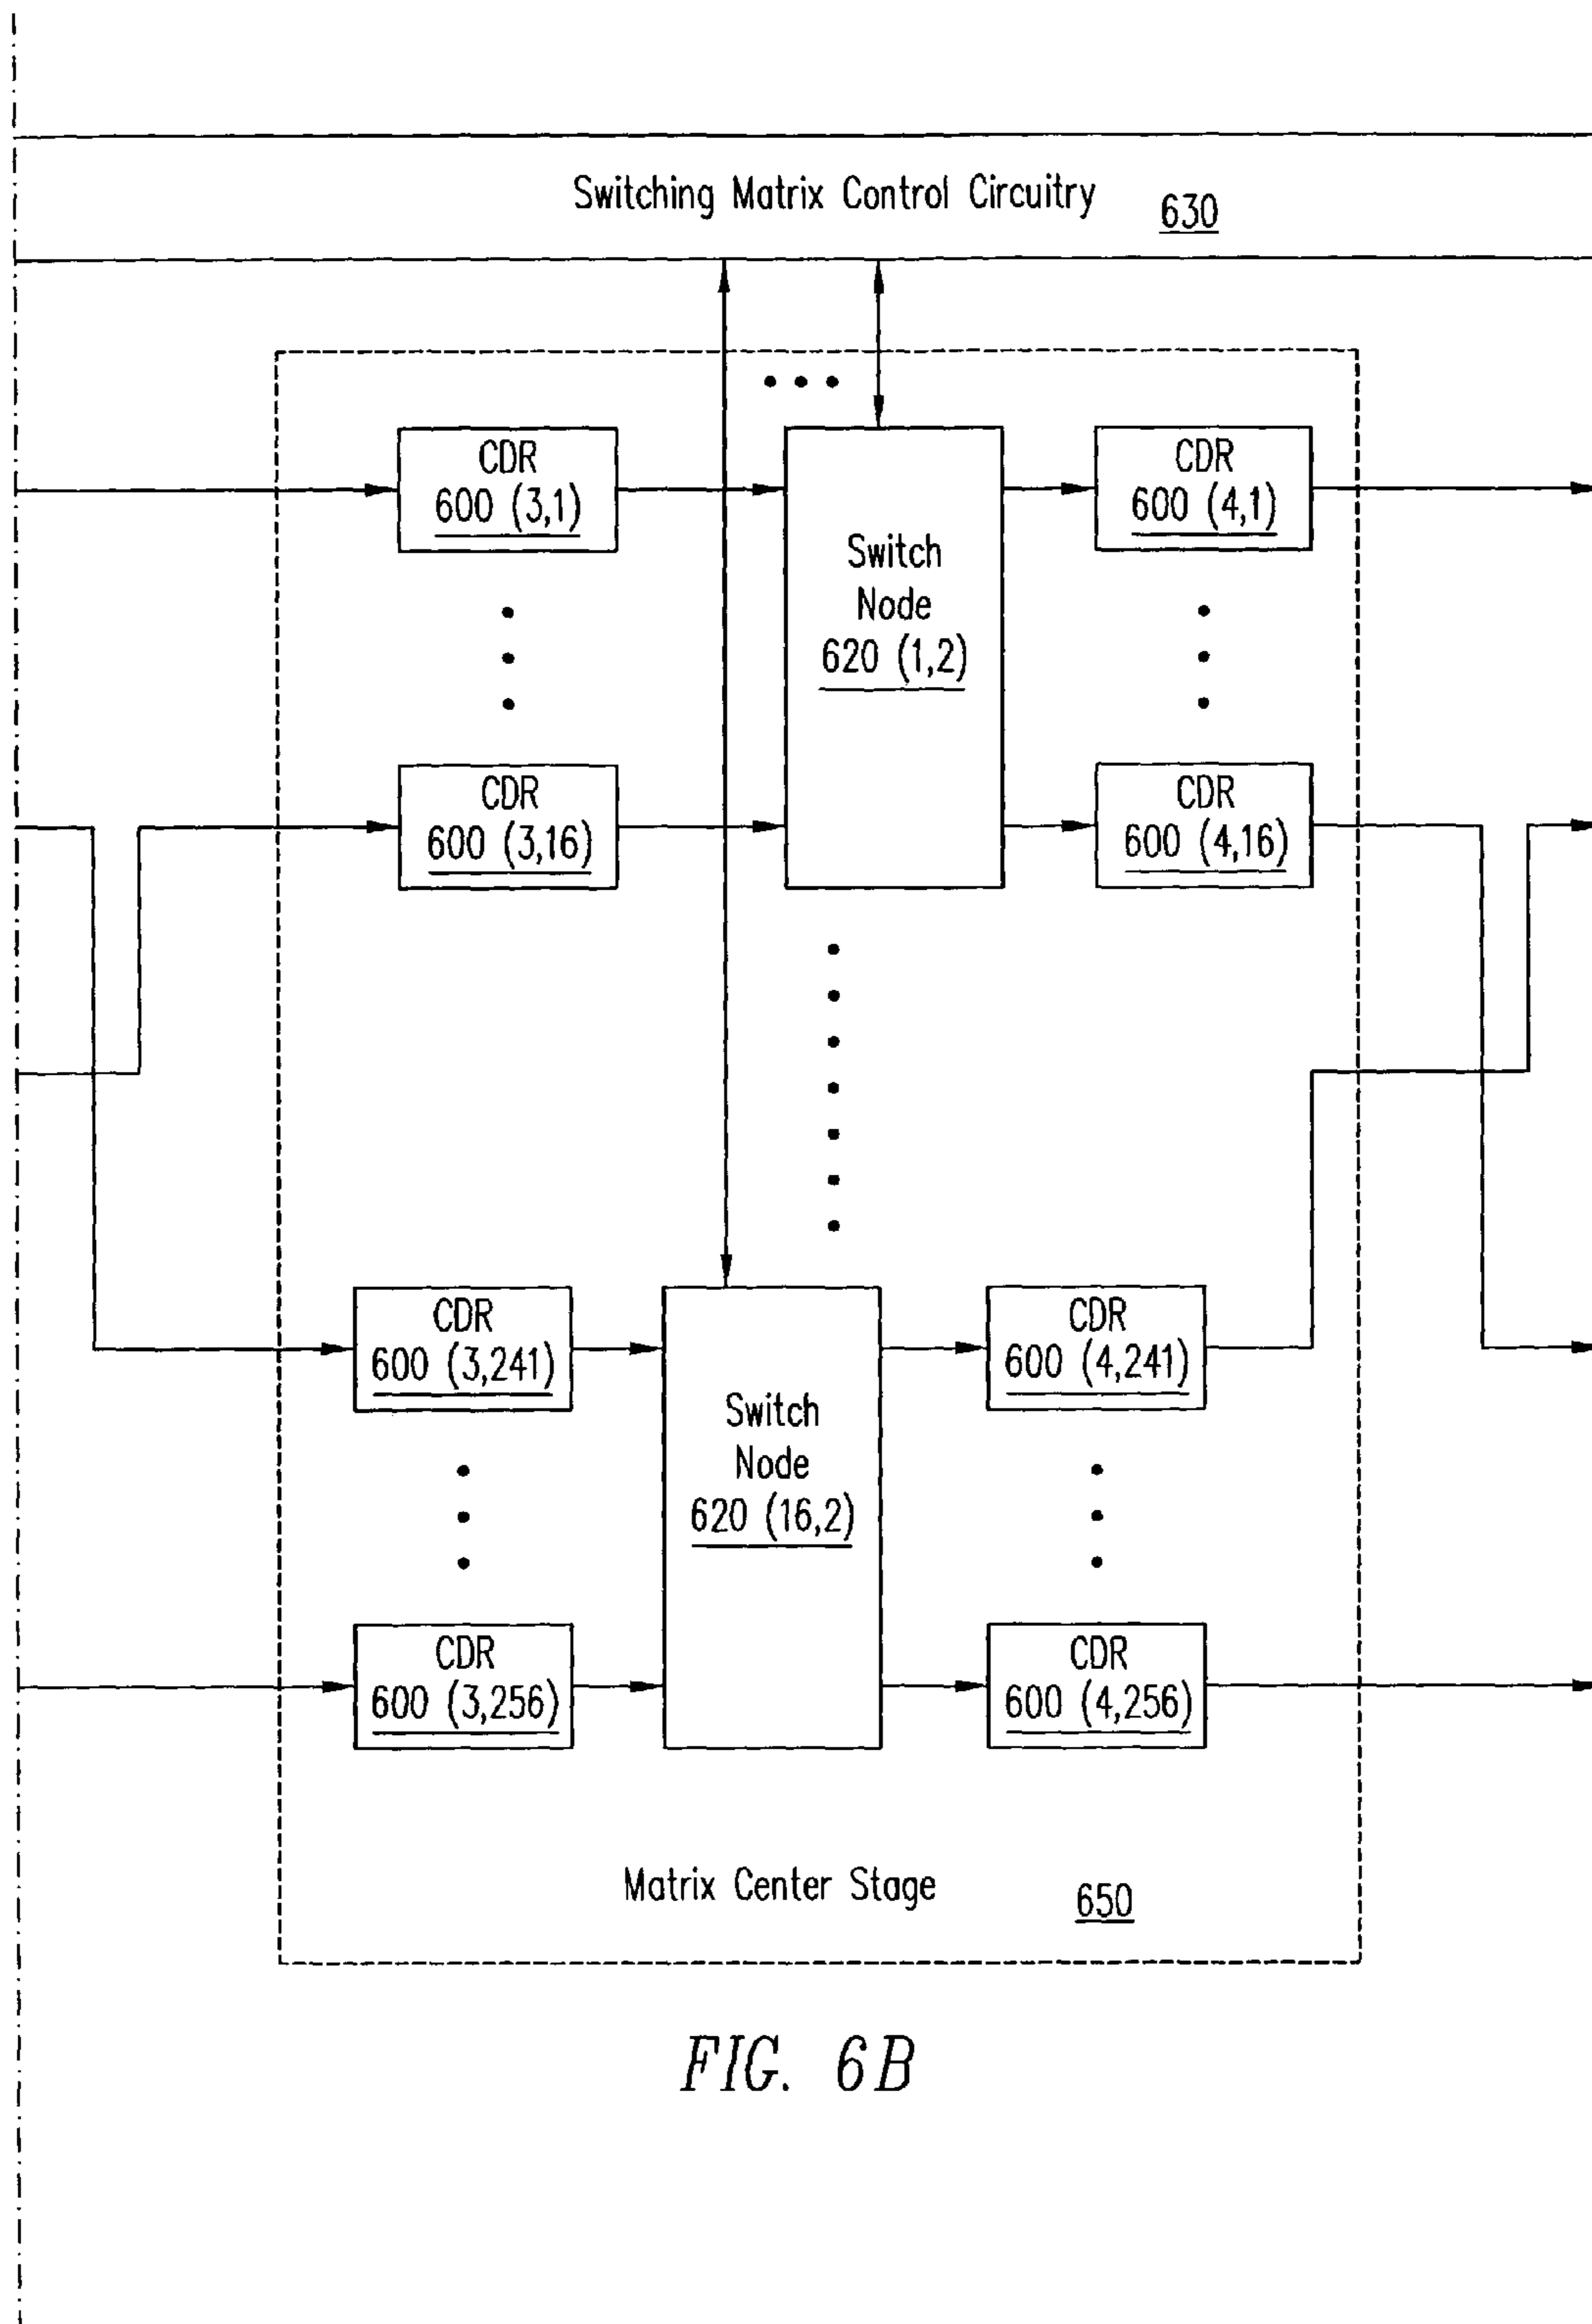 Switching Matrix Control Circuitry 630
CDR
600 (3,1)
Switch
Node
620 (1,2)
CDR
600 (4,1)
CDR
600 (3,16)
CDR
600 (4,16)
CDR
600 (3,241)
Switch
Node
620 (16,2)
CDR
600 (4,241)
CDR
600 (3,256)
CDR
600 (4,256)
Matrix Center Stage 650
FIG. 6B